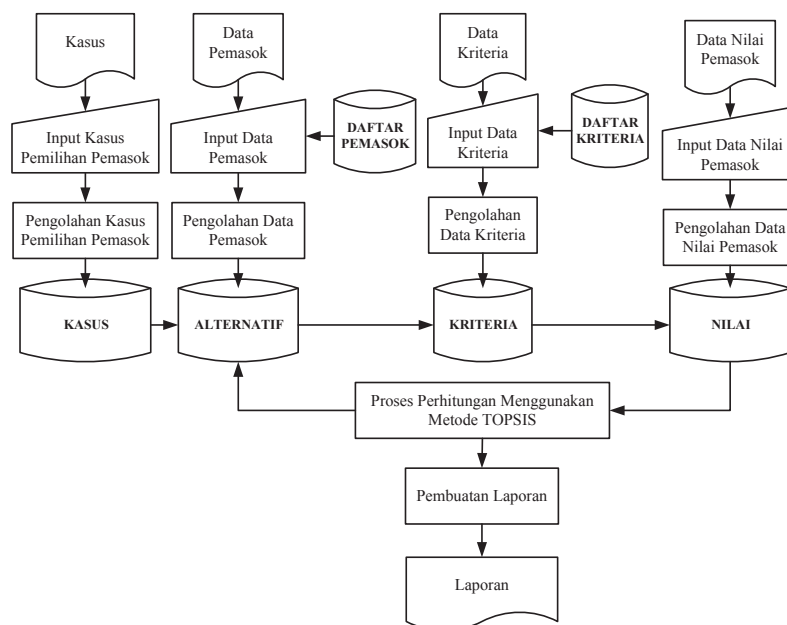 Kasus
Data
Pemasok
Data
Kriteria
Data Nilai
Pemasok
Input Kasus
Pemilihan Pemasok
Input Data
Pemasok
DAFTAR
PEMASOK
Input Data
Kriteria
DAFTAR
KRITERIA
Input Data Nilai
Pemasok
Pengolahan Kasus
Pemilihan Pemasok
Pengolahan Data
Pemasok
Pengolahan
Data Kriteria
Pengolahan Data
Nilai Pemasok
KASUS
ALTERNATIF
KRITERIA
NILAI
Proses Perhitungan Menggunakan
Metode TOPSIS
Pembuatan Laporan
Laporan